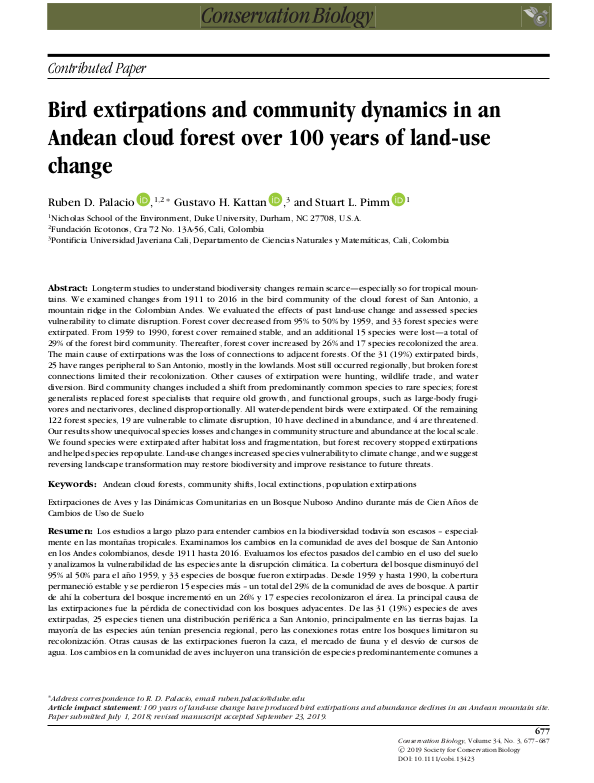 Conservation Biology
Contributed Paper
Bird extirpations and community dynamics in an
Andean cloud forest over 100 years of land-use
change
Ruben D. Palacio iD ,1,2* Gustavo H. Kattan iD ,3 and Stuart L. Pimm iD 1
1Nicholas School of the Environment, Duke University, Durham, NC 27708, U.S.A.
2Fundación Ecotonos, Cra 72 No. 13A-56, Cali, Colombia
3Pontificia Universidad Javeriana Cali, Departamento de Ciencias Naturales y Matemáticas, Cali, Colombia
Abstract: Long-term studies to understand biodiversity changes remain scarce—especially so for tropical moun-
tains. We examined changes from 1911 to 2016 in the bird community of the cloud forest of San Antonio, a
mountain ridge in the Colombian Andes. We evaluated the effects of past land-use change and assessed species
vulnerability to climate disruption. Forest cover decreased from 95% to 50% by 1959, and 33 forest species were
extirpated. From 1959 to 1990, forest cover remained stable, and an additional 15 species were lost—a total of
29% of the forest bird community. Thereafter, forest cover increased by 26% and 17 species recolonized the area.
The main cause of extirpations was the loss of connections to adjacent forests. Of the 31 (19%) extirpated birds,
25 have ranges peripheral to San Antonio, mostly in the lowlands. Most still occurred regionally, but broken forest
connections limited their recolonization. Other causes of extirpation were hunting, wildlife trade, and water
diversion. Bird community changes included a shift from predominantly common species to rare species; forest
generalists replaced forest specialists that require old growth, and functional groups, such as large-body frugi-
vores and nectarivores, declined disproportionally. All water-dependent birds were extirpated. Of the remaining
122 forest species, 19 are vulnerable to climate disruption, 10 have declined in abundance, and 4 are threatened.
Our results show unequivocal species losses and changes in community structure and abundance at the local scale.
We found species were extirpated after habitat loss and fragmentation, but forest recovery stopped extirpations
and helped species repopulate. Land-use changes increased species vulnerability to climate change, and we suggest
reversing landscape transformation may restore biodiversity and improve resistance to future threats.
Keywords: Andean cloud forests, community shifts, local extinctions, population extirpations
Extirpaciones de Aves y las Dinámicas Comunitarias en un Bosque Nuboso Andino durante más de Cien Años de
Cambios de Uso de Suelo
Resumen: Los estudios a largo plazo para entender cambios en la biodiversidad todavía son escasos – especial-
mente en las montañas tropicales. Examinamos los cambios en la comunidad de aves del bosque de San Antonio
en los Andes colombianos, desde 1911 hasta 2016. Evaluamos los efectos pasados del cambio en el uso del suelo
y analizamos la vulnerabilidad de las especies ante la disrupción climática. La cobertura del bosque disminuyó del
95% al 50% para el año 1959, y 33 especies de bosque fueron extirpadas. Desde 1959 y hasta 1990, la cobertura
permaneció estable y se perdieron 15 especies más - un total del 29% de la comunidad de aves de bosque. A partir
de ahí la cobertura del bosque incrementó en un 26% y 17 especies recolonizaron el área. La principal causa de
las extirpaciones fue la pérdida de conectividad con los bosques adyacentes. De las 31 (19%) especies de aves
extirpadas, 25 especies tienen una distribución periférica a San Antonio, principalmente en las tierras bajas. La
mayoría de las especies aún tenían presencia regional, pero las conexiones rotas entre los bosques limitaron su
recolonización. Otras causas de las extirpaciones fueron la caza, el mercado de fauna y el desvío de cursos de
agua. Los cambios en la comunidad de aves incluyeron una transición de especies predominantemente comunes a
*Address correspondence to R. D. Palacio, email ruben.palacio@duke.edu
Article impact statement: 100 years of land-use change have produced bird extirpations and abundance declines in an Andean mountain site.
Paper submitted July 1, 2018; revised manuscript accepted September 23, 2019.
677
Conservation Biology, Volume 34, No. 3, 677–687
© 2019 Society for Conservation Biology
DOI: 10.1111/cobi.13423